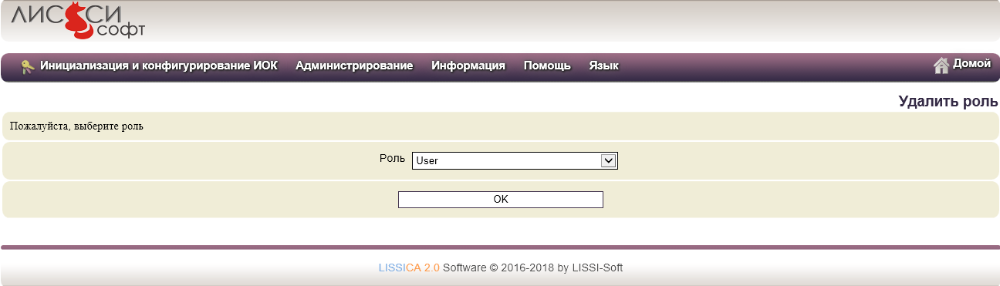 ЛИССИ
софт
Инициализация и конфигурирование ИОК Администрирование Информация Помощь Язык Домой
Удалить роль
Пожалуйста, выберите роль
Роль User
OK
LISSICA 2.0 Software © 2016-2018 by LISSI-Soft